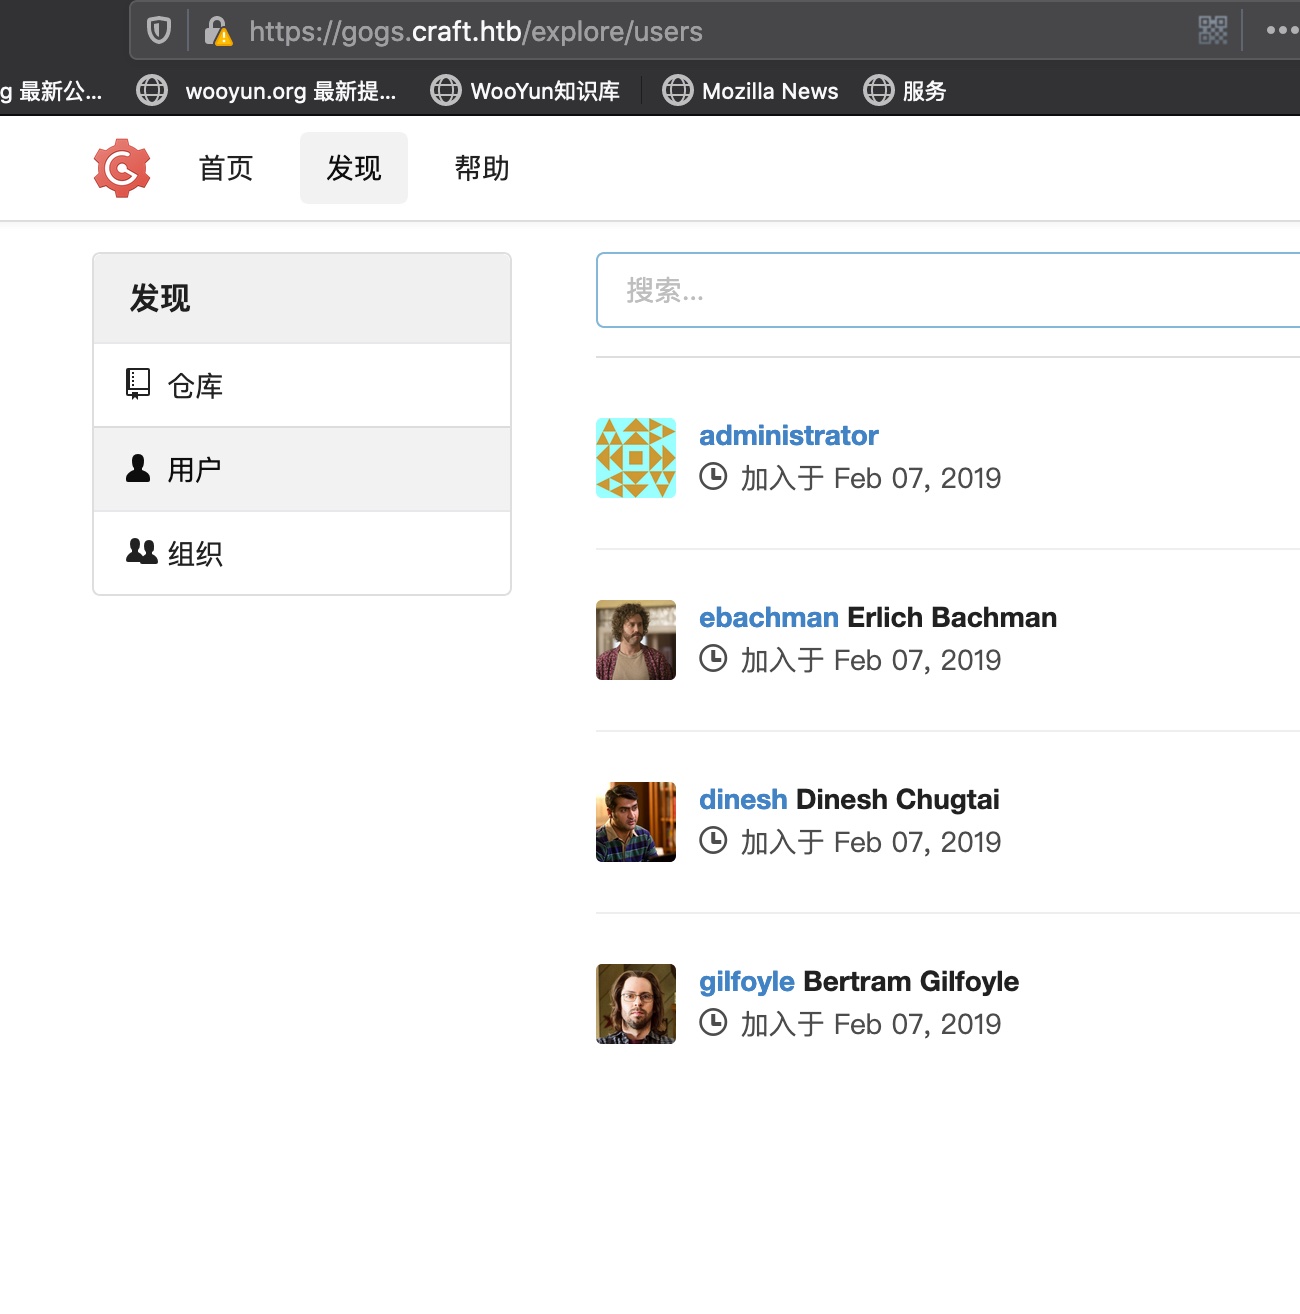 https://gogs.craft.htb/explore/users
g 最新公... wooyun.org 最新提... WooYun知识库 Mozilla News 服务
首页 发现 帮助
发现
仓库
用户
组织
搜索...
administrator
加入于 Feb 07, 2019
ebachman Erlich Bachman
加入于 Feb 07, 2019
dinesh Dinesh Chugtai
加入于 Feb 07, 2019
gilfoyle Bertram Gilfoyle
加入于 Feb 07, 2019